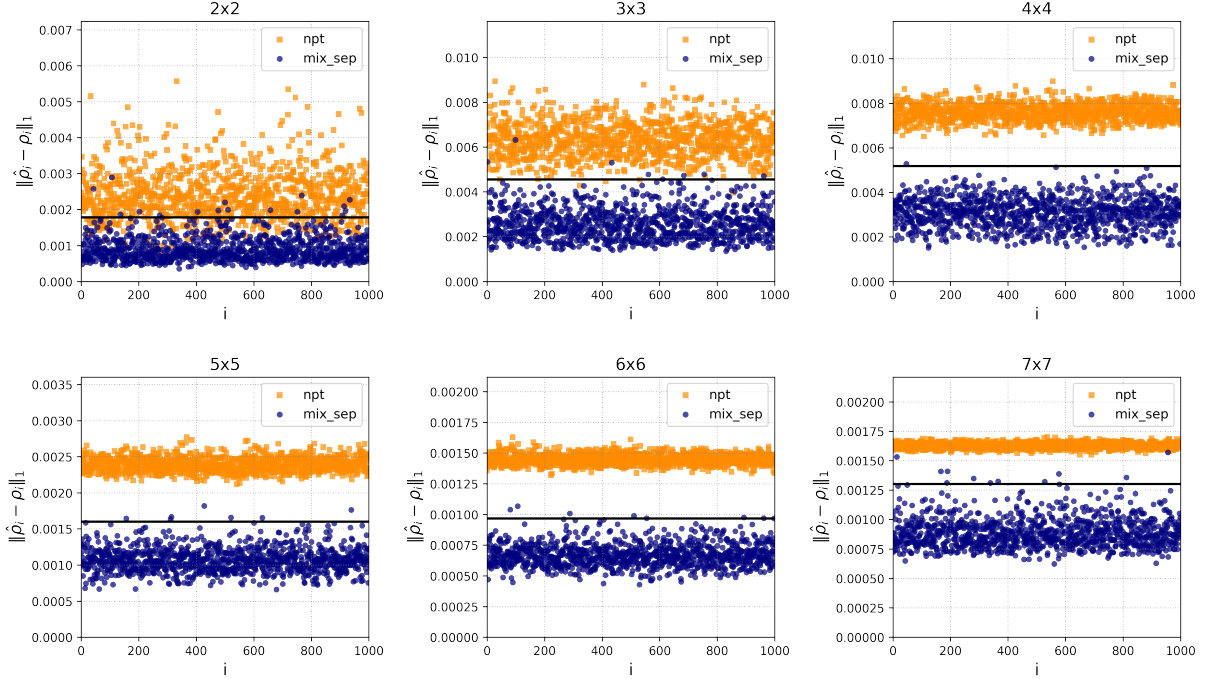 2x2
0.007
0.006
0.005
0.004
0.003
0.002
0.001
0.000
‖ρ̂ᵢ − ρᵢ‖₁
0 200 400 600 800 1000
i
npt
mix_sep
3x3
0.010
0.008
0.006
0.004
0.002
0.000
‖ρ̂ᵢ − ρᵢ‖₁
0 200 400 600 800 1000
i
npt
mix_sep
4x4
0.010
0.008
0.006
0.004
0.002
0.000
‖ρ̂ᵢ − ρᵢ‖₁
0 200 400 600 800 1000
i
npt
mix_sep
5x5
0.0035
0.0030
0.0025
0.0020
0.0015
0.0010
0.0005
0.0000
‖ρ̂ᵢ − ρᵢ‖₁
0 200 400 600 800 1000
i
npt
mix_sep
6x6
0.00200
0.00175
0.00150
0.00125
0.00100
0.00075
0.00050
0.00025
0.00000
‖ρ̂ᵢ − ρᵢ‖₁
0 200 400 600 800 1000
i
npt
mix_sep
7x7
0.00200
0.00175
0.00150
0.00125
0.00100
0.00075
0.00050
0.00025
0.00000
‖ρ̂ᵢ − ρᵢ‖₁
0 200 400 600 800 1000
i
npt
mix_sep